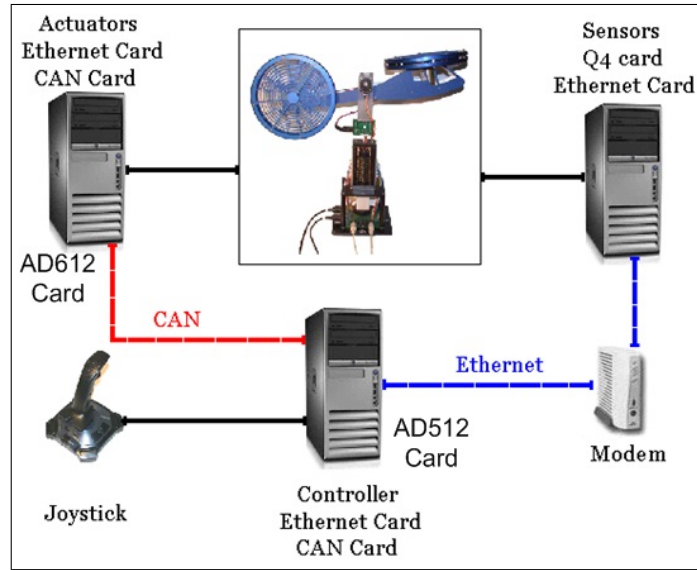 Actuators
Ethernet Card
CAN Card
Sensors
Q4 card
Ethernet Card
AD612
Card
CAN
Ethernet
AD512
Card
Modem
Joystick
Controller
Ethernet Card
CAN Card